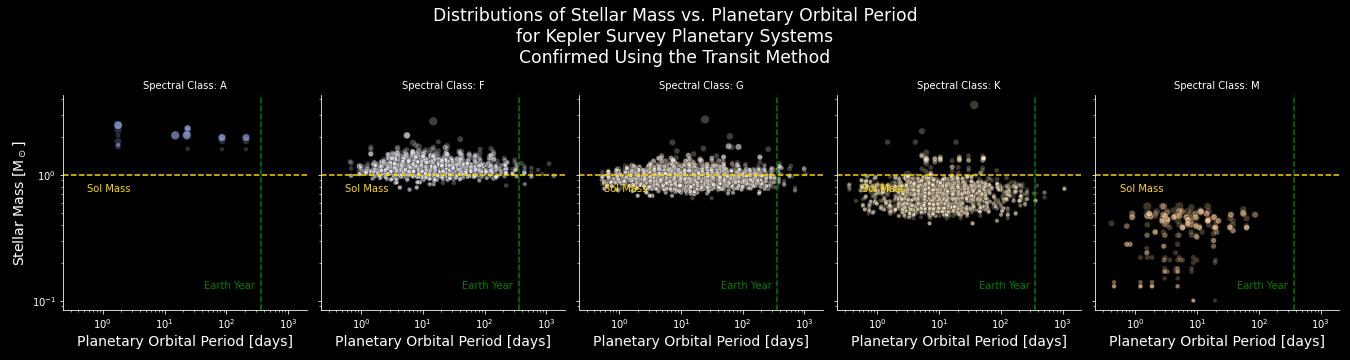 Distributions of Stellar Mass vs. Planetary Orbital Period
for Kepler Survey Planetary Systems
Confirmed Using the Transit Method
Spectral Class: A
Spectral Class: F
Spectral Class: G
Spectral Class: K
Spectral Class: M
Stellar Mass [M⊙]
10⁰
10⁻¹
Sol Mass
Earth Year
Sol Mass
Earth Year
Sol Mass
Earth Year
Sol Mass
Earth Year
Sol Mass
Earth Year
10⁰ 10¹ 10² 10³
10⁰ 10¹ 10² 10³
10⁰ 10¹ 10² 10³
10⁰ 10¹ 10² 10³
10⁰ 10¹ 10² 10³
Planetary Orbital Period [days]
Planetary Orbital Period [days]
Planetary Orbital Period [days]
Planetary Orbital Period [days]
Planetary Orbital Period [days]